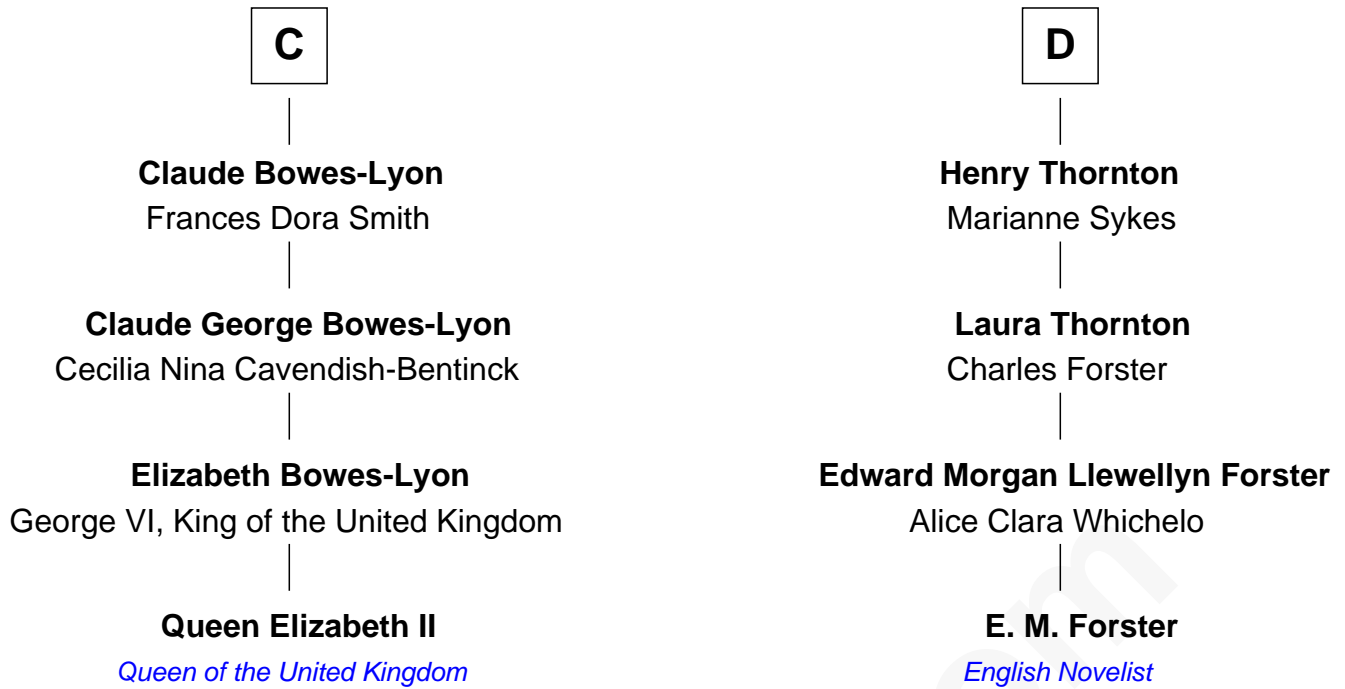 C
Claude Bowes-Lyon
Frances Dora Smith
Claude George Bowes-Lyon
Cecilia Nina Cavendish-Bentinck
Elizabeth Bowes-Lyon
George VI, King of the United Kingdom
Queen Elizabeth II
Queen of the United Kingdom
D
Henry Thornton
Marianne Sykes
Laura Thornton
Charles Forster
Edward Morgan Llewellyn Forster
Alice Clara Whichelo
E. M. Forster
English Novelist